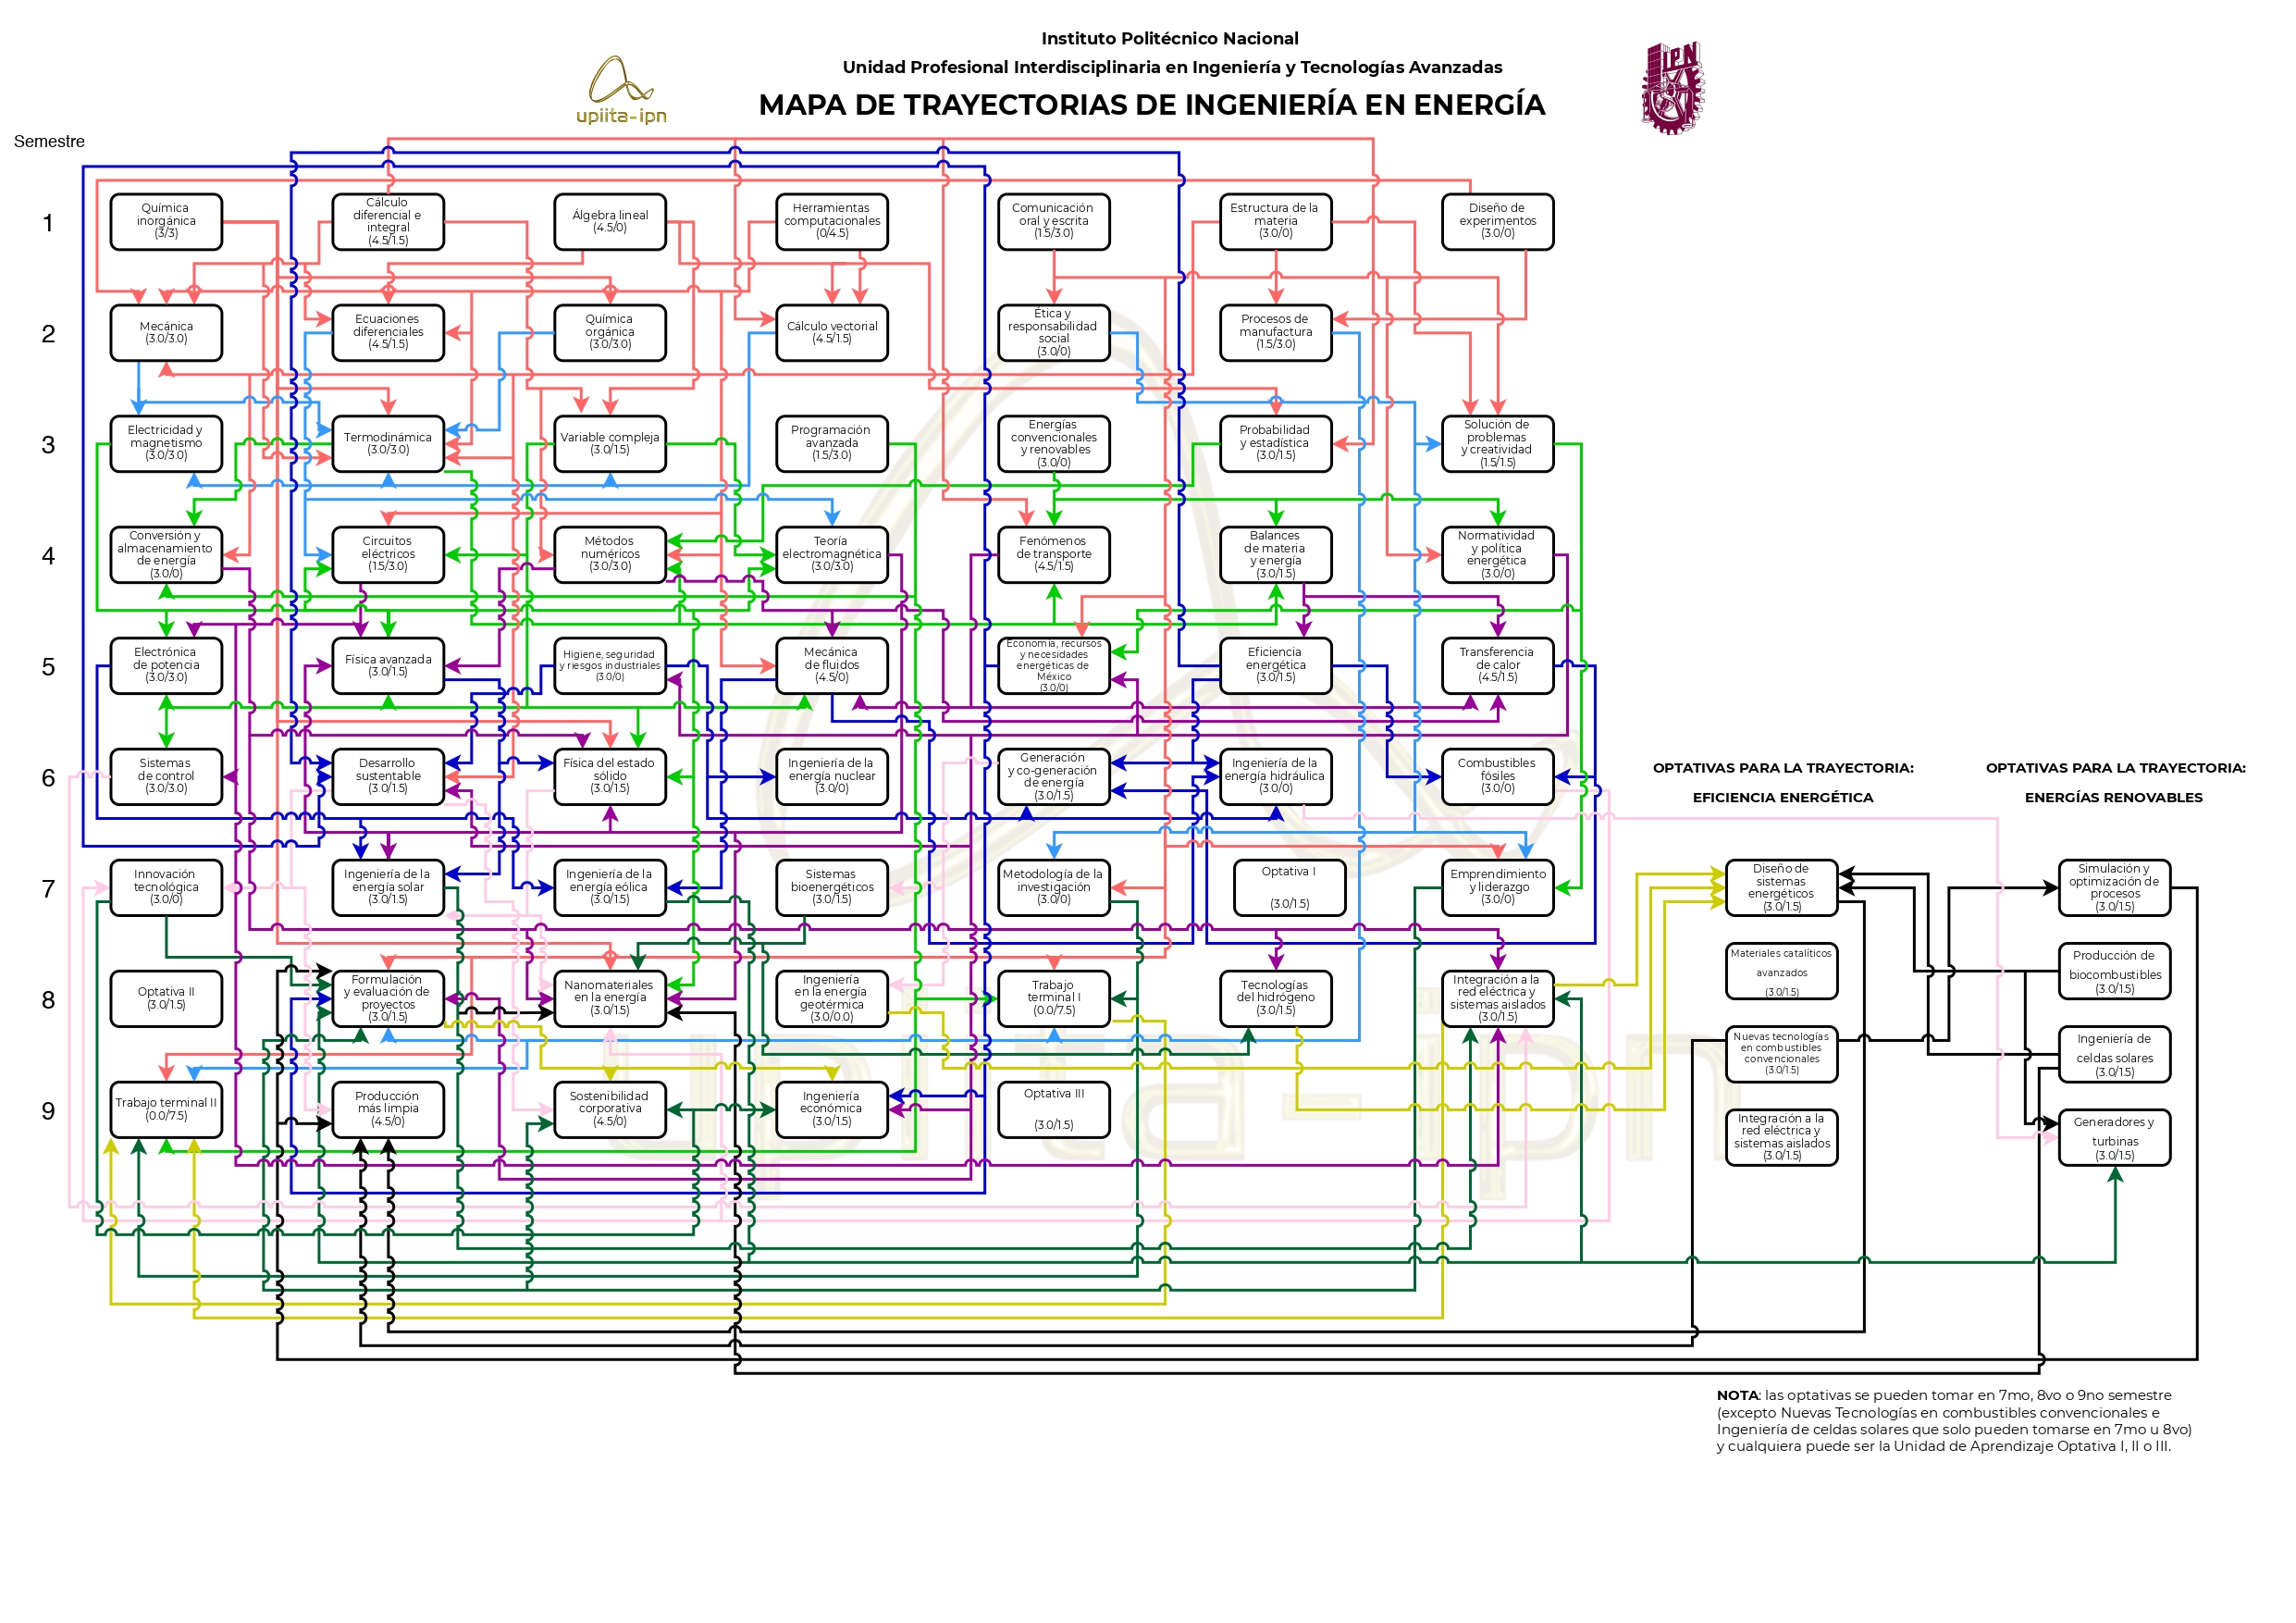 Instituto Politécnico Nacional
Unidad Profesional Interdisciplinaria en Ingeniería y Tecnologías Avanzadas
MAPA DE TRAYECTORIAS DE INGENIERÍA EN ENERGÍA
upiita-ipn
IPN
Semestre
1
Química
inorgánica
(3/3)
Cálculo
diferencial e
integral
(4.5/1.5)
Álgebra lineal
(4.5/0)
Herramientas
computacionales
(0/4.5)
Comunicación
oral y escrita
(1.5/3.0)
Estructura de la
materia
(3.0/0)
Diseño de
experimentos
(3.0/0)
2
Mecánica
(3.0/3.0)
Ecuaciones
diferenciales
(4.5/1.5)
Química
orgánica
(3.0/3.0)
Cálculo vectorial
(4.5/1.5)
Ética y
responsabilidad
social
(3.0/0)
Procesos de
manufactura
(1.5/3.0)
3
Electricidad y
magnetismo
(3.0/3.0)
Termodinámica
(3.0/3.0)
Variable compleja
(3.0/1.5)
Programación
avanzada
(1.5/3.0)
Energías
convencionales
y renovables
(3.0/0)
Probabilidad
y estadística
(3.0/1.5)
Solución de
problemas
y creatividad
(1.5/1.5)
4
Conversión y
almacenamiento
de energía
(3.0/0)
Circuitos
eléctricos
(1.5/3.0)
Métodos
numéricos
(3.0/3.0)
Teoría
electromagnética
(3.0/3.0)
Fenómenos
de transporte
(4.5/1.5)
Balances
de materia
y energía
(3.0/1.5)
Normatividad
y política
energética
(3.0/0)
5
Electrónica
de potencia
(3.0/3.0)
Física avanzada
(3.0/1.5)
Higiene, seguridad
y riesgos industriales
(3.0/0)
Mecánica
de fluidos
(4.5/0)
Economía, recursos
y necesidades
energéticas de
México
(3.0/0)
Eficiencia
energética
(3.0/1.5)
Transferencia
de calor
(4.5/1.5)
6
Sistemas
de control
(3.0/3.0)
Desarrollo
sustentable
(3.0/1.5)
Física del estado
sólido
(3.0/1.5)
Ingeniería de la
energía nuclear
(3.0/0)
Generación
y co-generación
de energía
(3.0/1.5)
Ingeniería de la
energía hidráulica
(3.0/0)
Combustibles
fósiles
(3.0/0)
OPTATIVAS PARA LA TRAYECTORIA:
EFICIENCIA ENERGÉTICA
OPTATIVAS PARA LA TRAYECTORIA:
ENERGÍAS RENOVABLES
7
Innovación
tecnológica
(3.0/0)
Ingeniería de la
energía solar
(3.0/1.5)
Ingeniería de la
energía eólica
(3.0/1.5)
Sistemas
bioenergéticos
(3.0/1.5)
Metodología de la
investigación
(3.0/0)
Optativa I
(3.0/1.5)
Emprendimiento
y liderazgo
(3.0/0)
Diseño de
sistemas
energéticos
(3.0/1.5)
Simulación y
optimización de
procesos
(3.0/1.5)
8
Optativa II
(3.0/1.5)
Formulación
y evaluación de
proyectos
(3.0/1.5)
Nanomateriales
en la energía
(3.0/1.5)
Ingeniería
en la energía
geotérmica
(3.0/0.0)
Trabajo
terminal I
(0.0/7.5)
Tecnologías
del hidrógeno
(3.0/1.5)
Integración a la
red eléctrica y
sistemas aislados
(3.0/1.5)
Materiales catalíticos
avanzados
(3.0/1.5)
Producción de
biocombustibles
(3.0/1.5)
Nuevas tecnologías
en combustibles
convencionales
(3.0/1.5)
Ingeniería de
celdas solares
(3.0/1.5)
9
Trabajo terminal II
(0.0/7.5)
Producción
más limpia
(4.5/0)
Sostenibilidad
corporativa
(4.5/0)
Ingeniería
económica
(3.0/1.5)
Optativa III
(3.0/1.5)
Integración a la
red eléctrica y
sistemas aislados
(3.0/1.5)
Generadores y
turbinas
(3.0/1.5)
upiita-ipn
NOTA: las optativas se pueden tomar en 7mo, 8vo o 9no semestre
(excepto Nuevas Tecnologías en combustibles convencionales e
Ingeniería de celdas solares que solo pueden tomarse en 7mo u 8vo)
y cualquiera puede ser la Unidad de Aprendizaje Optativa I, II o III.